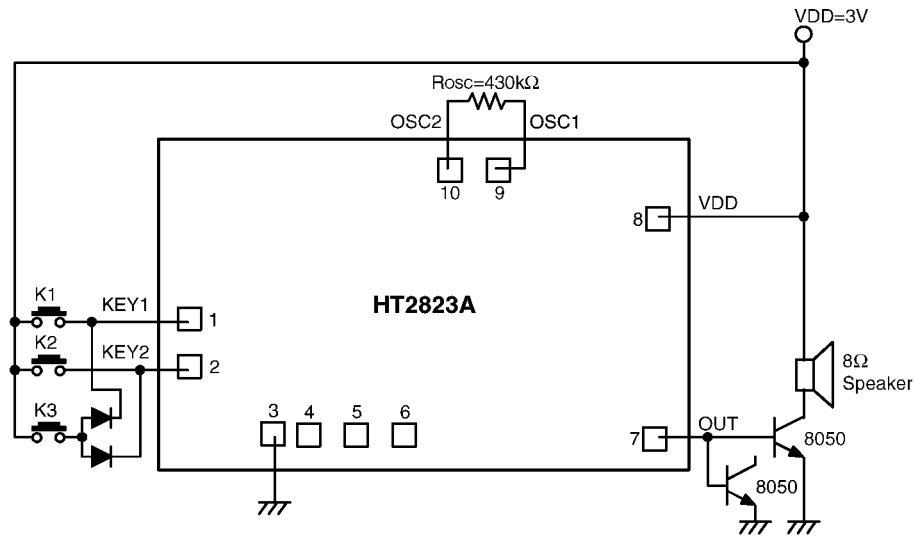 VDD=3V
ROSC=430kΩ
OSC2
OSC1
10
9
8
VDD
K1
KEY1
1
HT2823A
K2
KEY2
2
8Ω
Speaker
K3
3
4
5
6
7
OUT
8050
8050